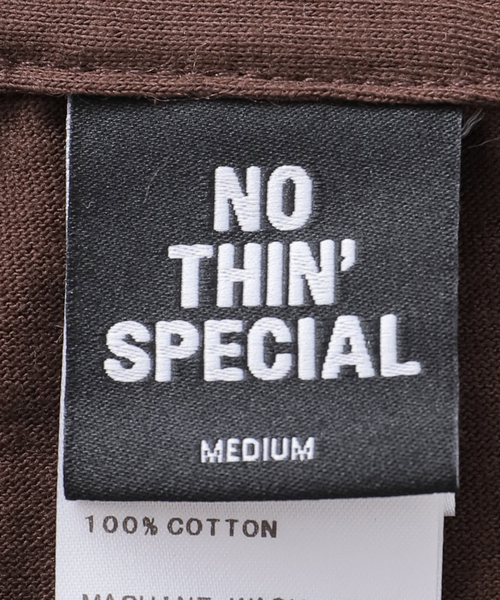 NO
THIN'
SPECIAL
MEDIUM
100% COTTON